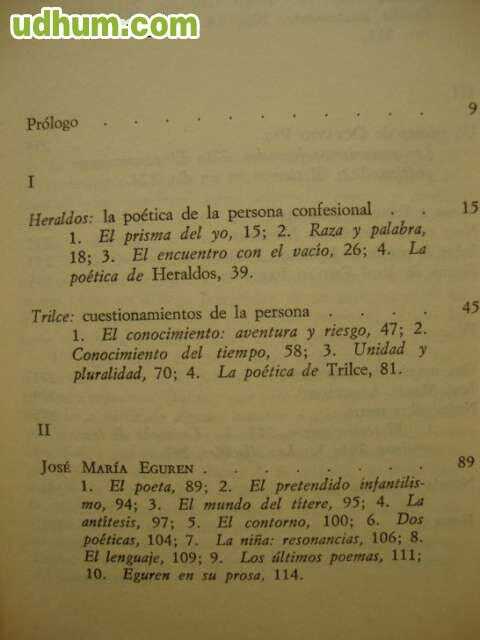 udhum.com
Prólogo . . . . . . . . . . . 9
I
Heraldos: la poética de la persona confesional . . 15
1. El prisma del yo, 15; 2. Raza y palabra,
18; 3. El encuentro con el vacío, 26; 4. La
poética de Heraldos, 39.
Trilce: cuestionamientos de la persona . . . . 45
1. El conocimiento: aventura y riesgo, 47; 2.
Conocimiento del tiempo, 58; 3. Unidad y
pluralidad, 70; 4. La poética de Trilce, 81.
II
JOSÉ MARÍA EGUREN . . . . . . . . 89
1. El poeta, 89; 2. El pretendido infantilis-
mo, 94; 3. El mundo del títere, 95; 4. La
antítesis, 97; 5. El contorno, 100; 6. Dos
poéticas, 104; 7. La niña: resonancias, 106; 8.
El lenguaje, 109; 9. Los últimos poemas, 111;
10. Eguren en su prosa, 114.